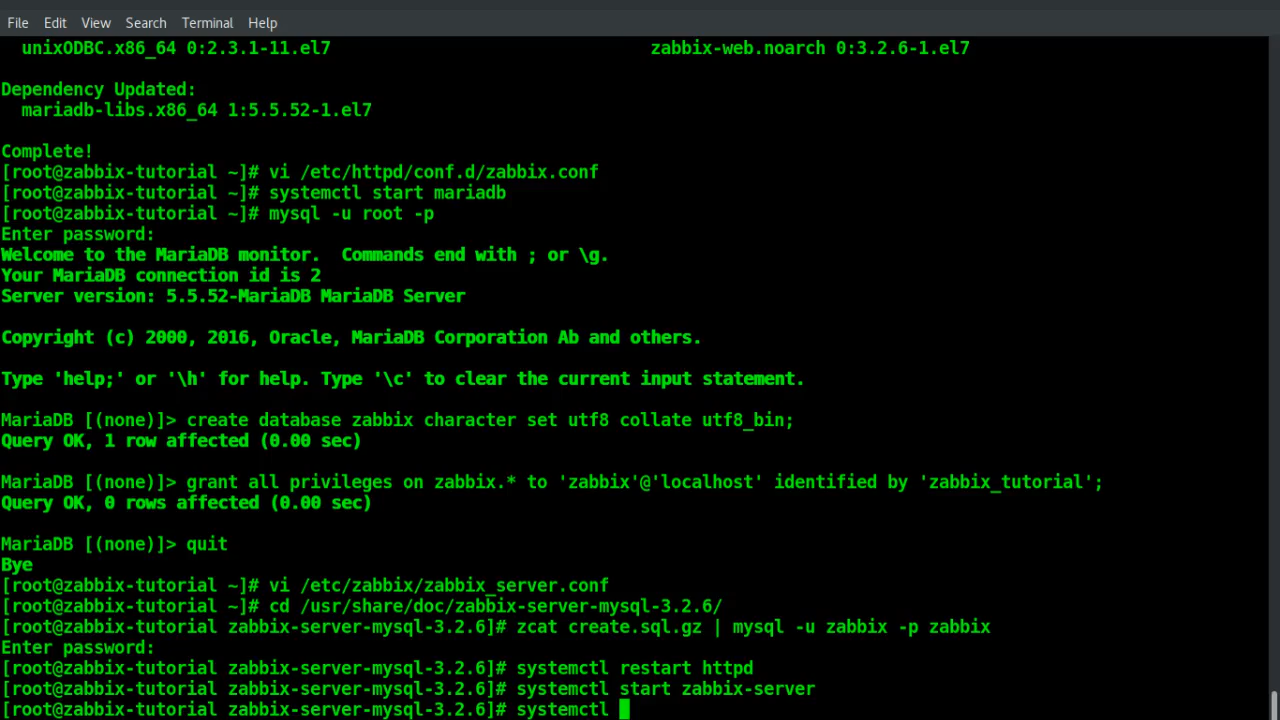 File Edit View Search Terminal Help
unixODBC.x86_64 0:2.3.1-11.el7 zabbix-web.noarch 0:3.2.6-1.el7
Dependency Updated:
mariadb-libs.x86_64 1:5.5.52-1.el7
Complete!
[root@zabbix-tutorial ~]# vi /etc/httpd/conf.d/zabbix.conf
[root@zabbix-tutorial ~]# systemctl start mariadb
[root@zabbix-tutorial ~]# mysql -u root -p
Enter password:
Welcome to the MariaDB monitor.  Commands end with ; or \g.
Your MariaDB connection id is 2
Server version: 5.5.52-MariaDB MariaDB Server
Copyright (c) 2000, 2016, Oracle, MariaDB Corporation Ab and others.
Type 'help;' or '\h' for help. Type '\c' to clear the current input statement.
MariaDB [(none)]> create database zabbix character set utf8 collate utf8_bin;
Query OK, 1 row affected (0.00 sec)
MariaDB [(none)]> grant all privileges on zabbix.* to 'zabbix'@'localhost' identified by 'zabbix_tutorial';
Query OK, 0 rows affected (0.00 sec)
MariaDB [(none)]> quit
Bye
[root@zabbix-tutorial ~]# vi /etc/zabbix/zabbix_server.conf
[root@zabbix-tutorial ~]# cd /usr/share/doc/zabbix-server-mysql-3.2.6/
[root@zabbix-tutorial zabbix-server-mysql-3.2.6]# zcat create.sql.gz | mysql -u zabbix -p zabbix
Enter password:
[root@zabbix-tutorial zabbix-server-mysql-3.2.6]# systemctl restart httpd
[root@zabbix-tutorial zabbix-server-mysql-3.2.6]# systemctl start zabbix-server
[root@zabbix-tutorial zabbix-server-mysql-3.2.6]# systemctl